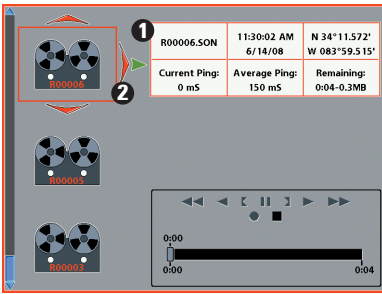 1
R00006.SON
11:30:02 AM
6/14/08
N 34°11.572'
W 083°59.515'
Current Ping:
0 mS
Average Ping:
150 mS
Remaining:
0:04-0.3MB
R00006
2
R00005
R00003
0:00
0:00
0:04